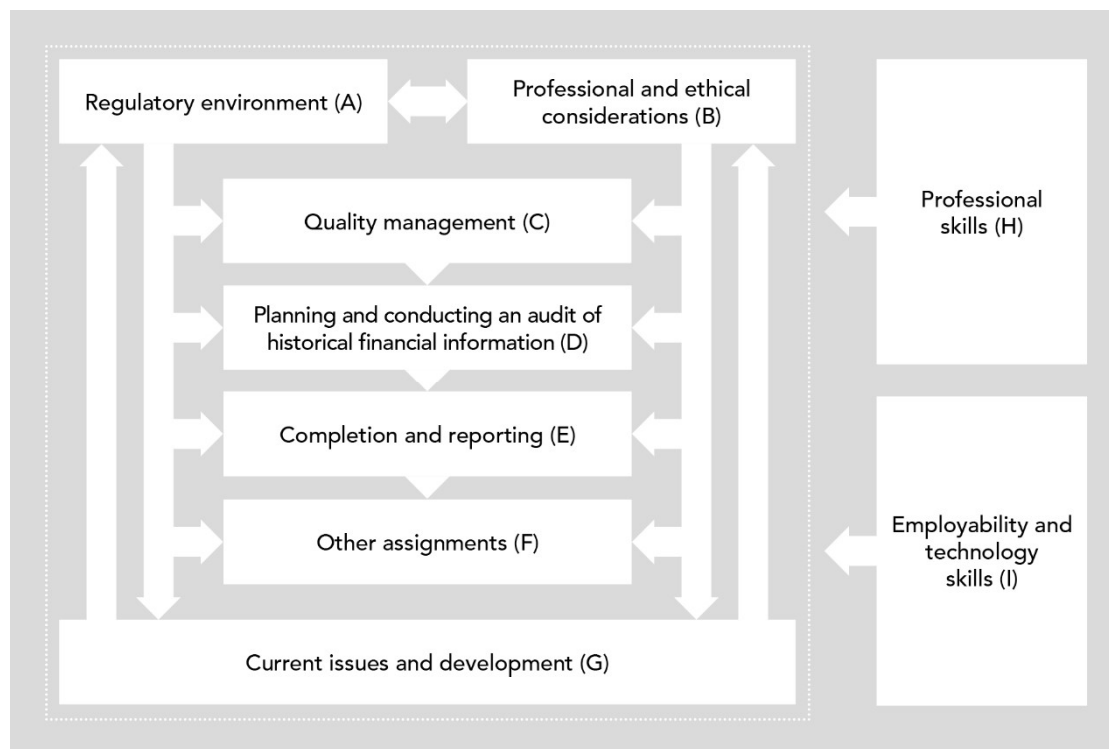 Regulatory environment (A)
Professional and ethical
considerations (B)
Quality management (C)
Planning and conducting an audit of
historical financial information (D)
Completion and reporting (E)
Other assignments (F)
Current issues and development (G)
Professional
skills (H)
Employability and
technology
skills (I)